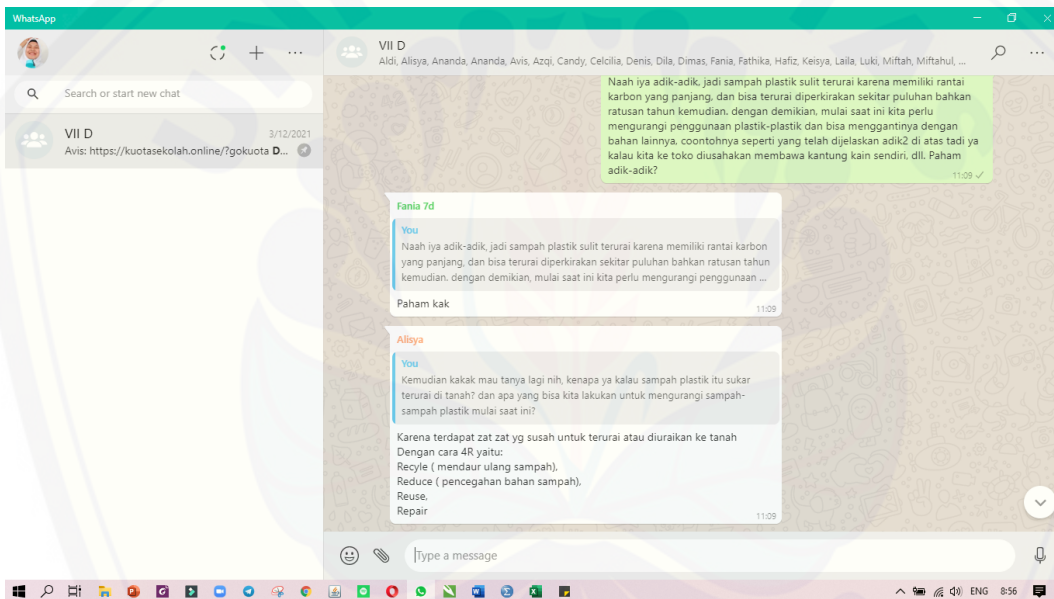 WhatsApp
VII D
Aldi, Alisya, Ananda, Ananda, Avis, Azqi, Candy, Celcilia, Denis, Dila, Dimas, Fania, Fathika, Hafiz, Keisya, Laila, Luki, Miftah, Miftahul, ...
Search or start new chat
VII D
3/12/2021
Avis: https://kuotasekolah.online/?gokuota D...
Naah iya adik-adik, jadi sampah plastik sulit terurai karena memiliki rantai
karbon yang panjang, dan bisa terurai diperkirakan sekitar puluhan bahkan
ratusan tahun kemudian. dengan demikian, mulai saat ini kita perlu
mengurangi penggunaan plastik-plastik dan bisa menggantinya dengan
bahan lainnya, coontohnya seperti yang telah dijelaskan adik2 di atas tadi ya
kalau kita ke toko diusahakan membawa kantung kain sendiri, dll. Paham
adik-adik?
11:09
Fania 7d
You
Naah iya adik-adik, jadi sampah plastik sulit terurai karena memiliki rantai karbon
yang panjang, dan bisa terurai diperkirakan sekitar puluhan bahkan ratusan tahun
kemudian. dengan demikian, mulai saat ini kita perlu mengurangi penggunaan ...
Paham kak
11:09
Alisya
You
Kemudian kakak mau tanya lagi nih, kenapa ya kalau sampah plastik itu sukar
terurai di tanah? dan apa yang bisa kita lakukan untuk mengurangi sampah-
sampah plastik mulai saat ini?
Karena terdapat zat zat yg susah untuk terurai atau diuraikan ke tanah
Dengan cara 4R yaitu:
Recyle ( mendaur ulang sampah),
Reduce ( pencegahan bahan sampah),
Reuse,
Repair
11:09
Type a message
ENG
8:56